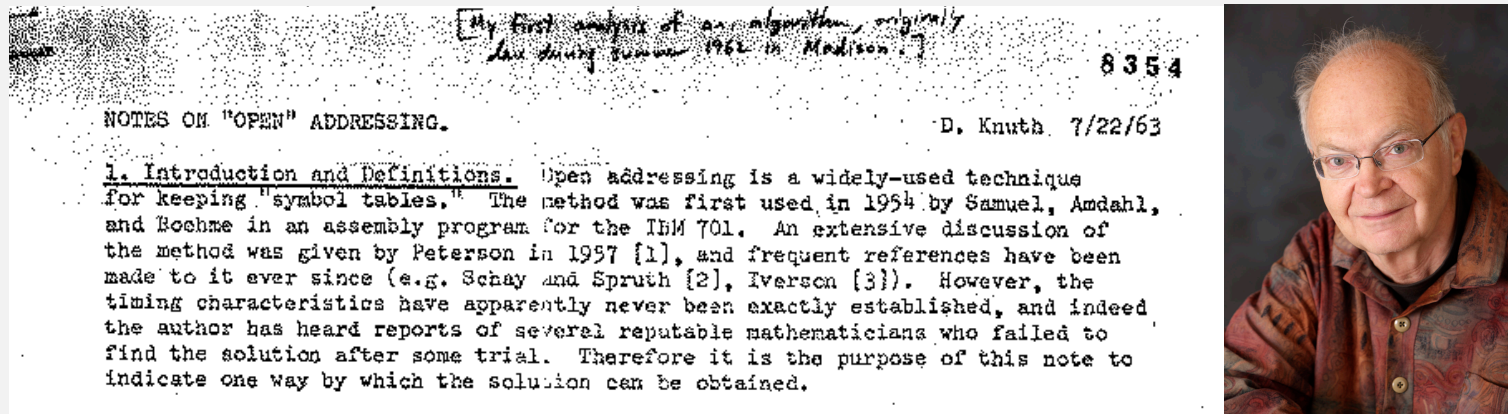 [My first analysis of an algorithm, originally
done during Summer 1962 in Madison.]
8354
NOTES ON "OPEN" ADDRESSING.
D. Knuth 7/22/63
1. Introduction and Definitions. Open addressing is a widely-used technique
for keeping "symbol tables." The method was first used in 1954 by Samuel, Amdahl,
and Boehme in an assembly program for the IBM 701. An extensive discussion of
the method was given by Peterson in 1957 [1], and frequent references have been
made to it ever since (e.g. Schay and Spruth [2], Iverson [3]). However, the
timing characteristics have apparently never been exactly established, and indeed
the author has heard reports of several reputable mathematicians who failed to
find the solution after some trial. Therefore it is the purpose of this note to
indicate one way by which the solution can be obtained.